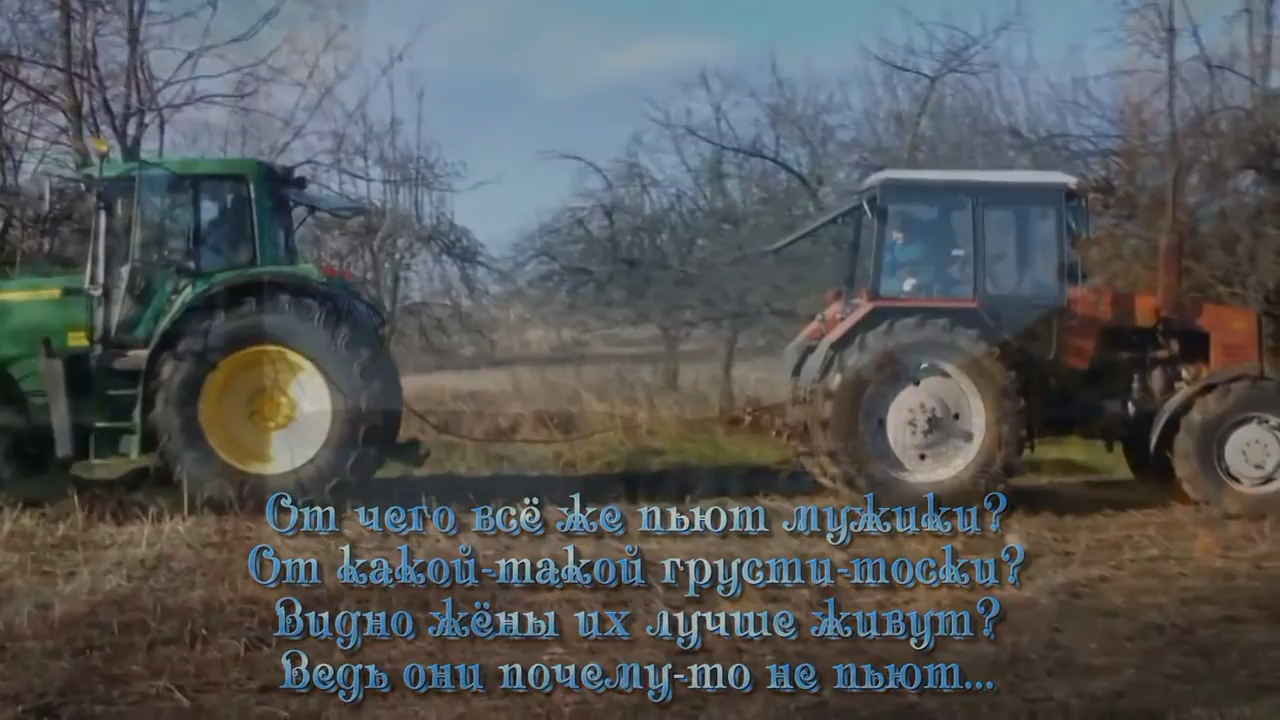 От чего всё же пьют мужики?
От какой-такой грусти-тоски?
Видно жёны их лучше живут?
Ведь они почему-то не пьют...